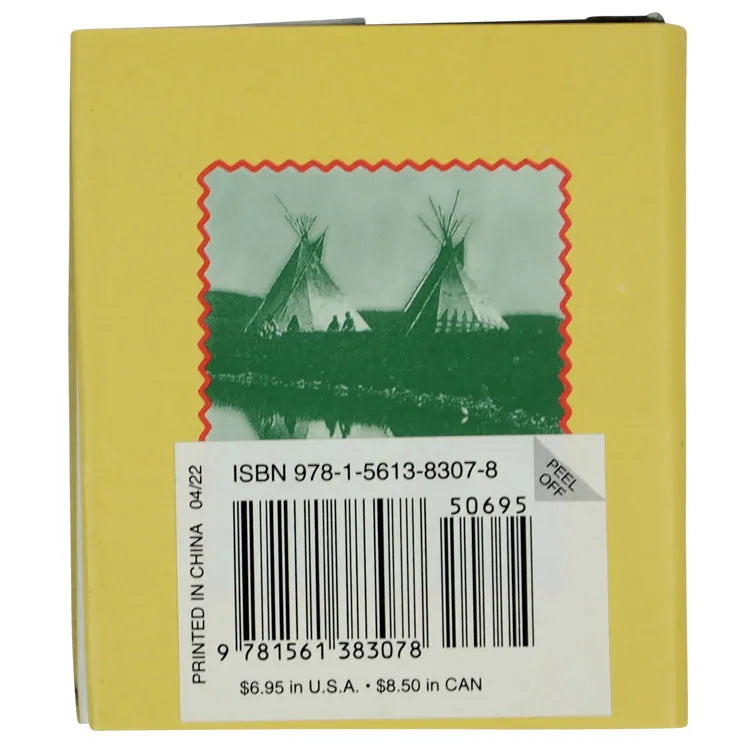 ISBN 978-1-5613-8307-8
PEEL
OFF
50695
9 781561 383078
$6.95 in U.S.A. • $8.50 in CAN
PRINTED IN CHINA 04/22